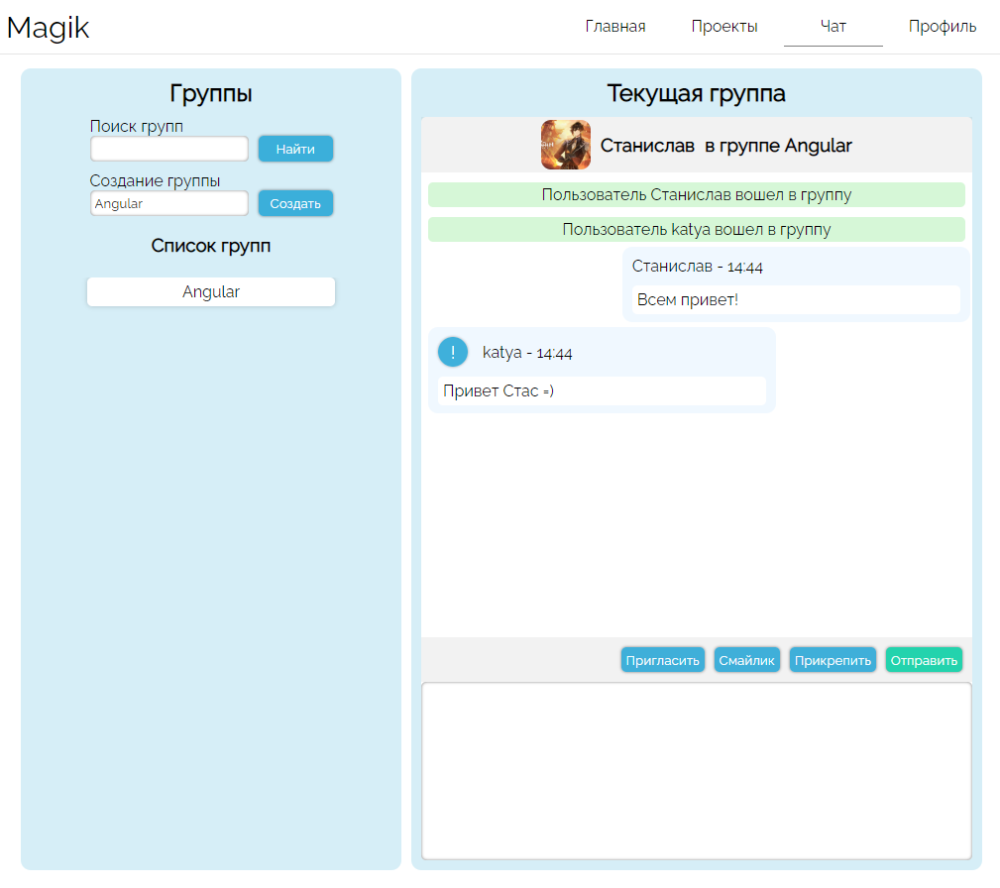 Magik
Главная
Проекты
Чат
Профиль
Группы
Поиск групп
Найти
Создание группы
Angular
Создать
Список групп
Angular
Текущая группа
Станислав в группе Angular
Пользователь Станислав вошел в группу
Пользователь katya вошел в группу
Станислав - 14:44
Всем привет!
!
katya - 14:44
Привет Стас =)
Пригласить
Смайлик
Прикрепить
Отправить